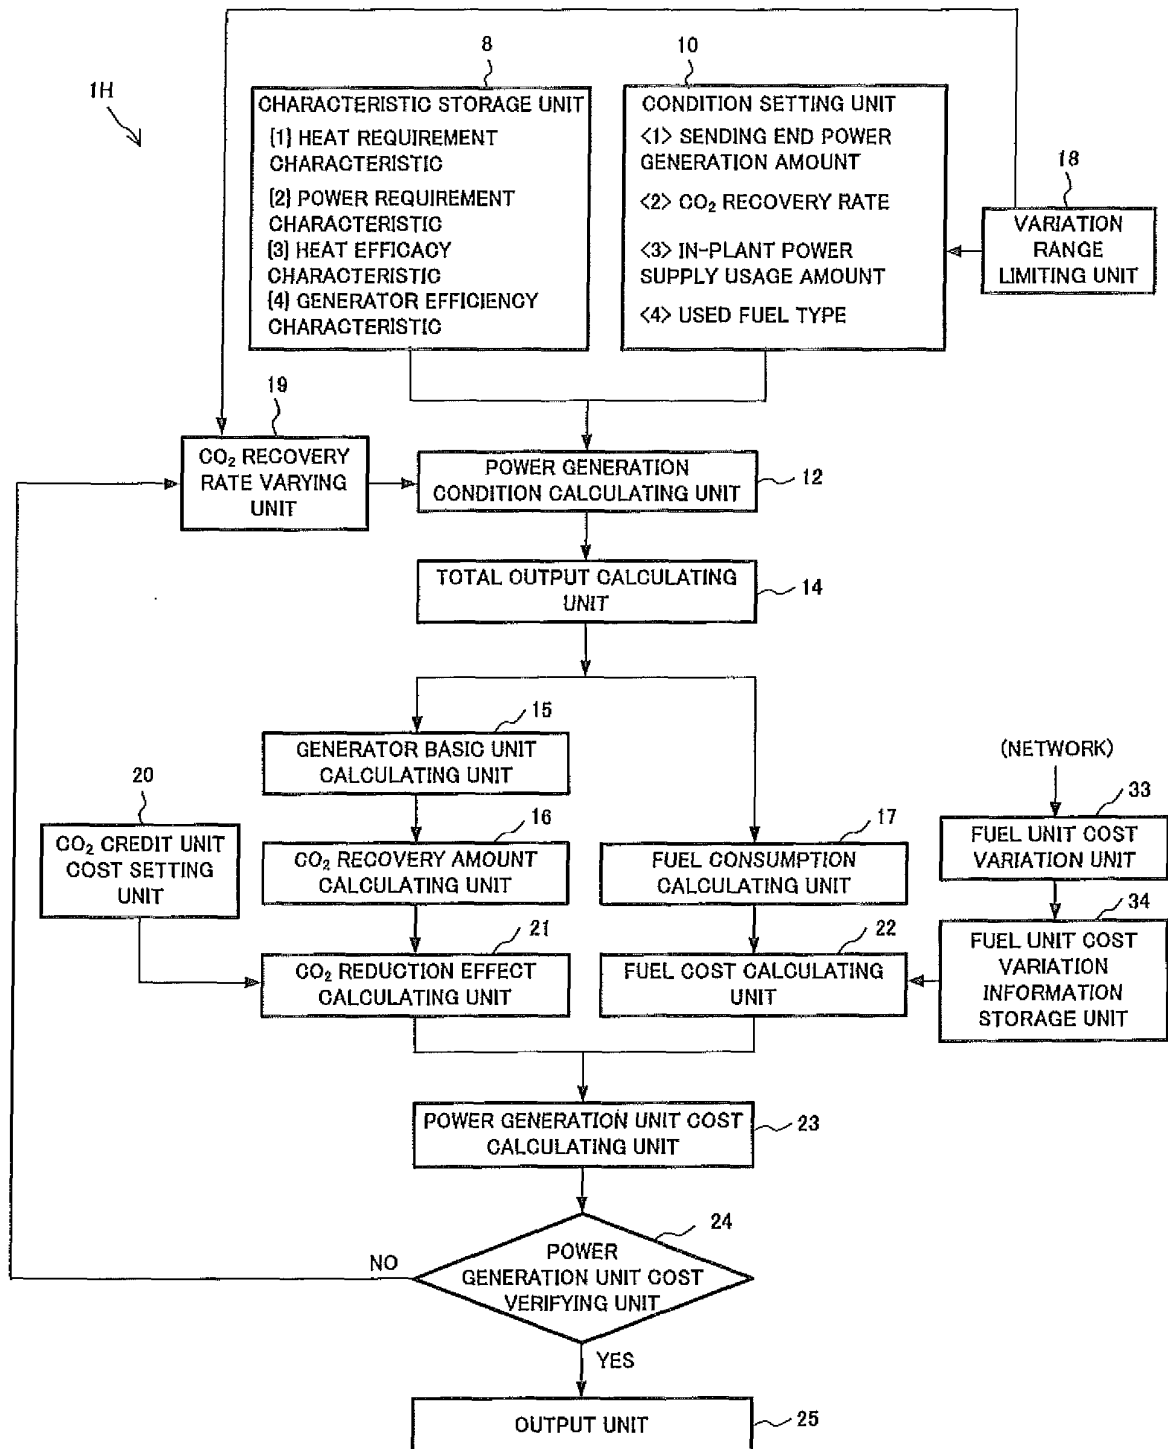 1H
8
CHARACTERISTIC STORAGE UNIT
(1) HEAT REQUIREMENT
CHARACTERISTIC
(2) POWER REQUIREMENT
CHARACTERISTIC
(3) HEAT EFFICACY
CHARACTERISTIC
(4) GENERATOR EFFICIENCY
CHARACTERISTIC
10
CONDITION SETTING UNIT
<1> SENDING END POWER
GENERATION AMOUNT
<2> CO₂ RECOVERY RATE
<3> IN-PLANT POWER
SUPPLY USAGE AMOUNT
<4> USED FUEL TYPE
18
VARIATION
RANGE
LIMITING UNIT
19
CO₂ RECOVERY
RATE VARYING
UNIT
POWER GENERATION
CONDITION CALCULATING UNIT
12
TOTAL OUTPUT CALCULATING
UNIT
14
15
GENERATOR BASIC UNIT
CALCULATING UNIT
20
CO₂ CREDIT UNIT
COST SETTING
UNIT
16
CO₂ RECOVERY AMOUNT
CALCULATING UNIT
17
FUEL CONSUMPTION
CALCULATING UNIT
(NETWORK)
33
FUEL UNIT COST
VARIATION UNIT
34
FUEL UNIT COST
VARIATION
INFORMATION
STORAGE UNIT
21
CO₂ REDUCTION EFFECT
CALCULATING UNIT
22
FUEL COST CALCULATING
UNIT
POWER GENERATION UNIT COST
CALCULATING UNIT
23
24
POWER
GENERATION UNIT COST
VERIFYING UNIT
NO
YES
OUTPUT UNIT
25